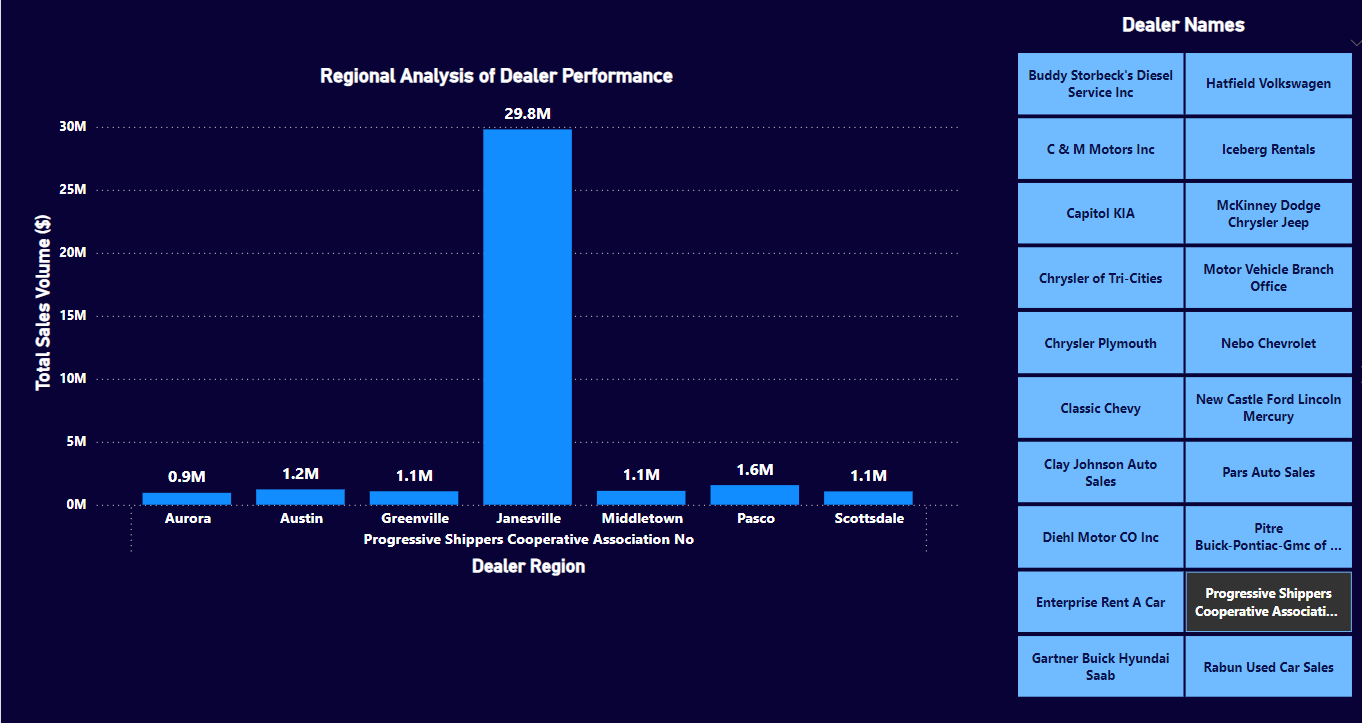 Dealer Names
Regional Analysis of Dealer Performance
Total Sales Volume ($)
30M
25M
20M
15M
10M
5M
0M
0.9M
1.2M
1.1M
29.8M
1.1M
1.6M
1.1M
Aurora
Austin
Greenville
Janesville
Middletown
Pasco
Scottsdale
Progressive Shippers Cooperative Association No
Dealer Region
Buddy Storbeck's Diesel
Service Inc
Hatfield Volkswagen
C & M Motors Inc
Iceberg Rentals
Capitol KIA
McKinney Dodge
Chrysler Jeep
Chrysler of Tri-Cities
Motor Vehicle Branch
Office
Chrysler Plymouth
Nebo Chevrolet
Classic Chevy
New Castle Ford Lincoln
Mercury
Clay Johnson Auto
Sales
Pars Auto Sales
Diehl Motor CO Inc
Pitre
Buick-Pontiac-Gmc of ...
Enterprise Rent A Car
Progressive Shippers
Cooperative Associati...
Gartner Buick Hyundai
Saab
Rabun Used Car Sales